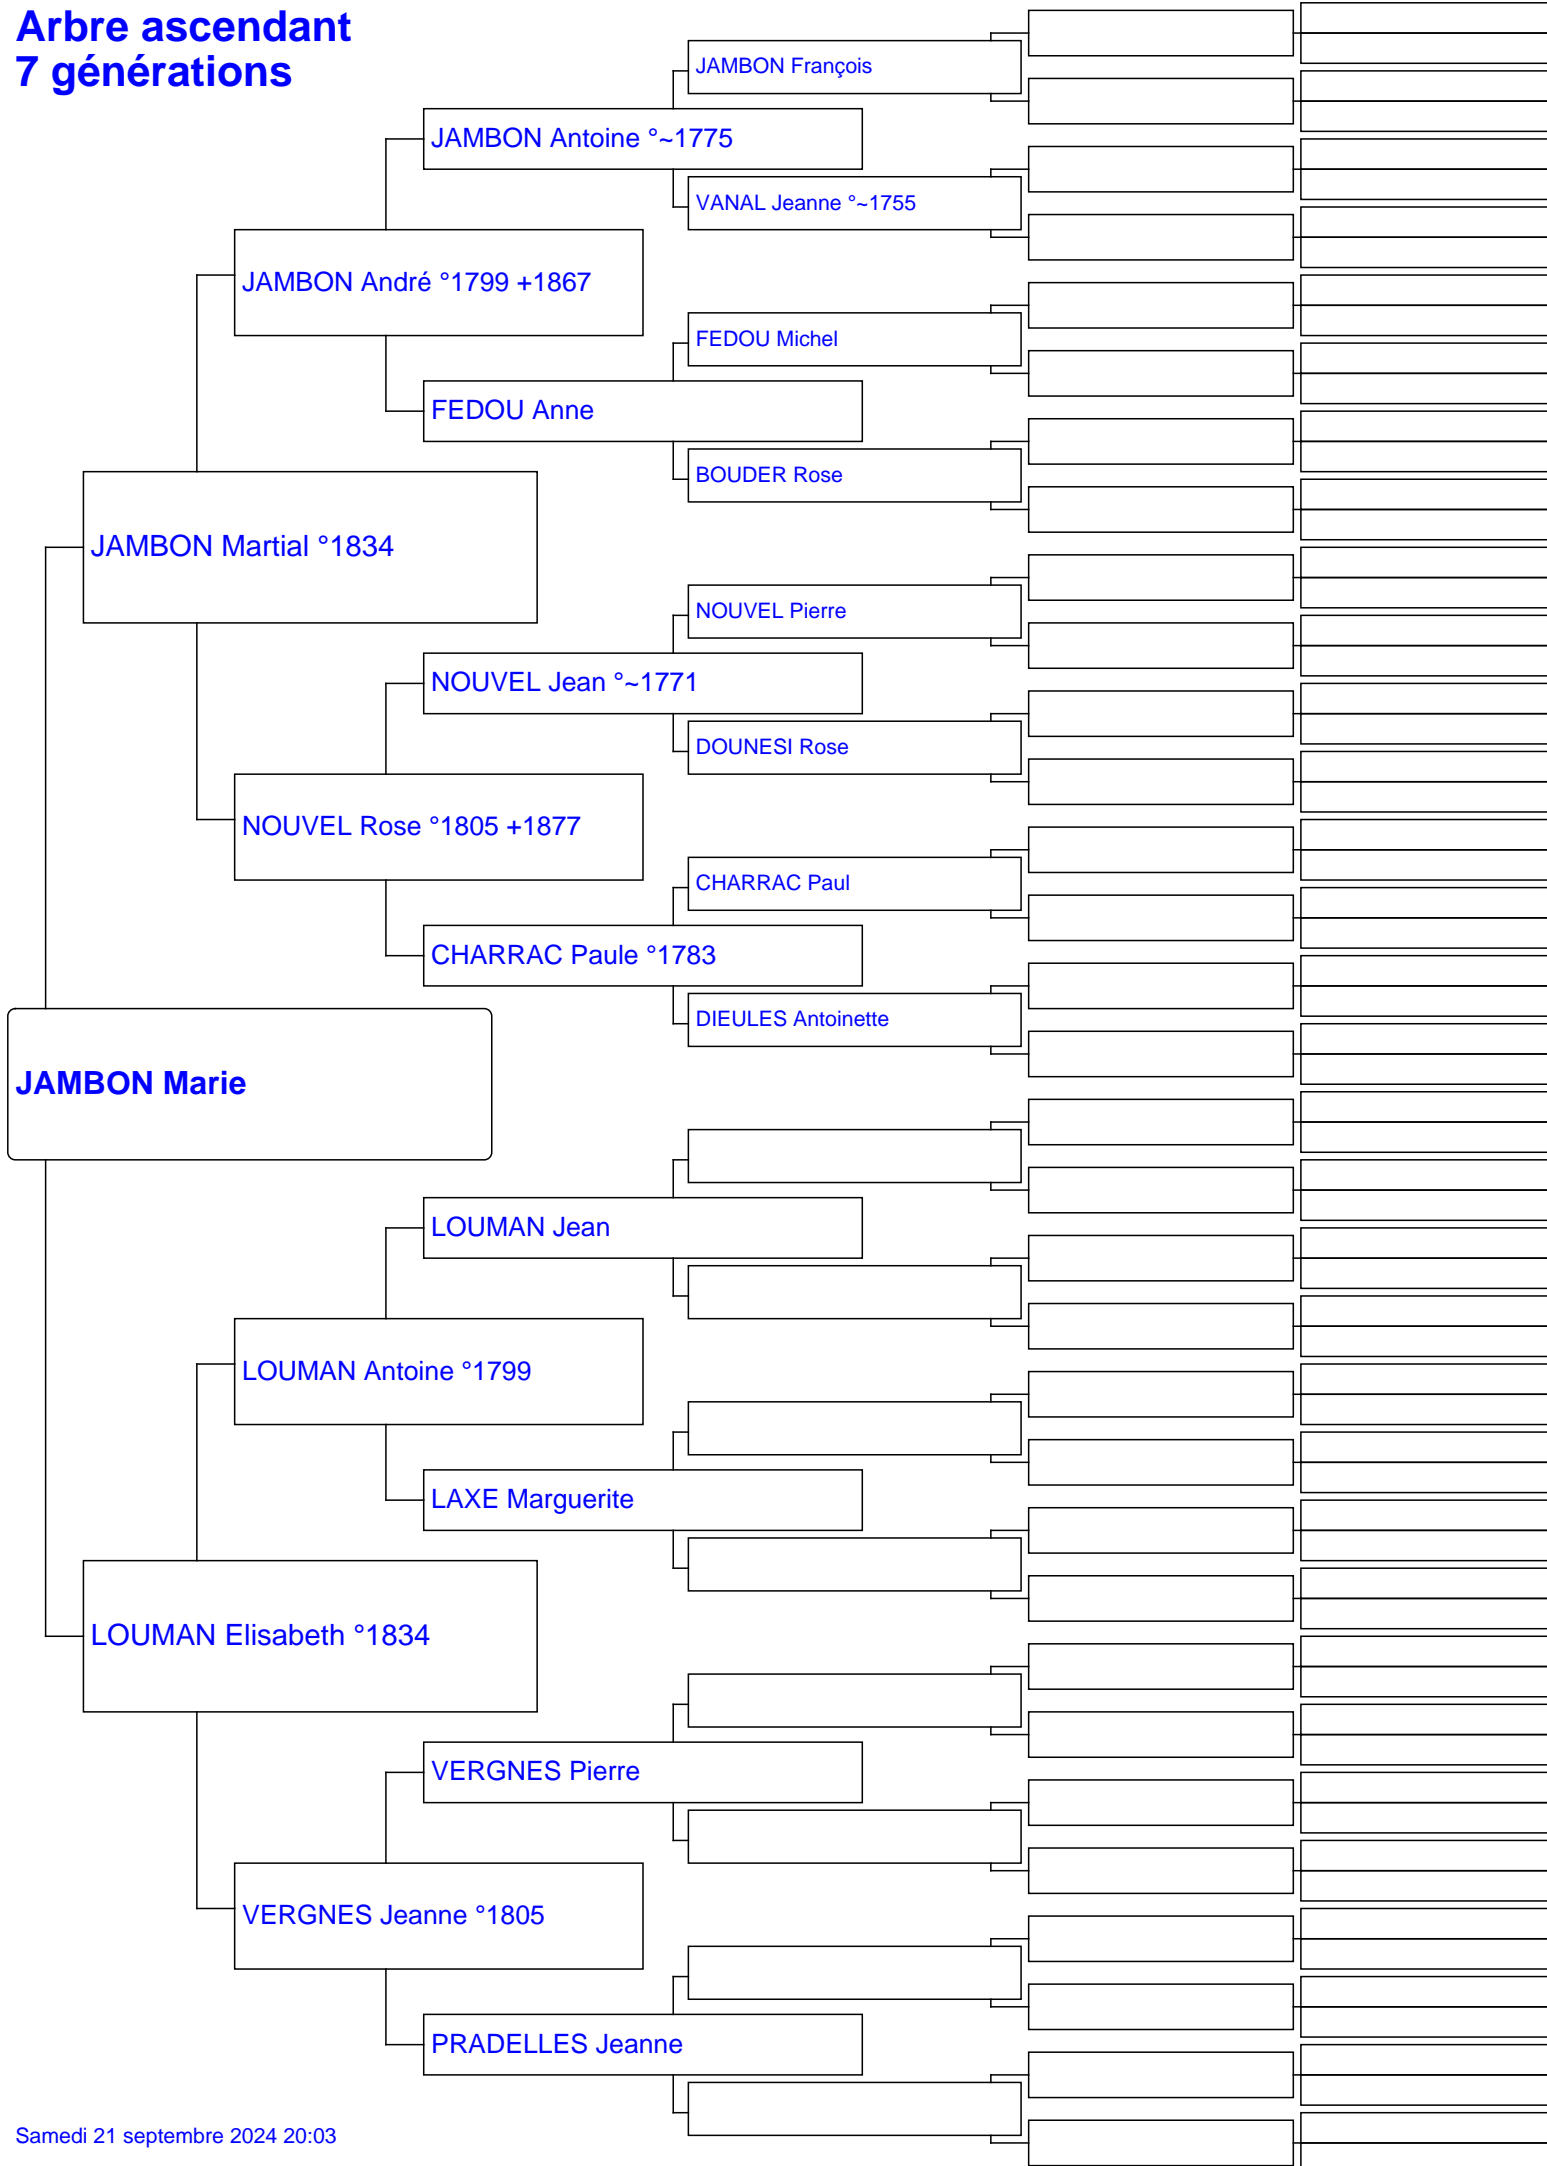 Arbre ascendant
7 générations
JAMBON François
JAMBON Antoine °~1775
VANAL Jeanne °~1755
JAMBON André °1799 +1867
FEDOU Michel
FEDOU Anne
BOUDER Rose
JAMBON Martial °1834
NOUVEL Pierre
NOUVEL Jean °~1771
DOUNESI Rose
NOUVEL Rose °1805 +1877
CHARRAC Paul
CHARRAC Paule °1783
DIEULES Antoinette
JAMBON Marie
LOUMAN Jean
LOUMAN Antoine °1799
LAXE Marguerite
LOUMAN Elisabeth °1834
VERGNES Pierre
VERGNES Jeanne °1805
PRADELLES Jeanne
Samedi 21 septembre 2024 20:03